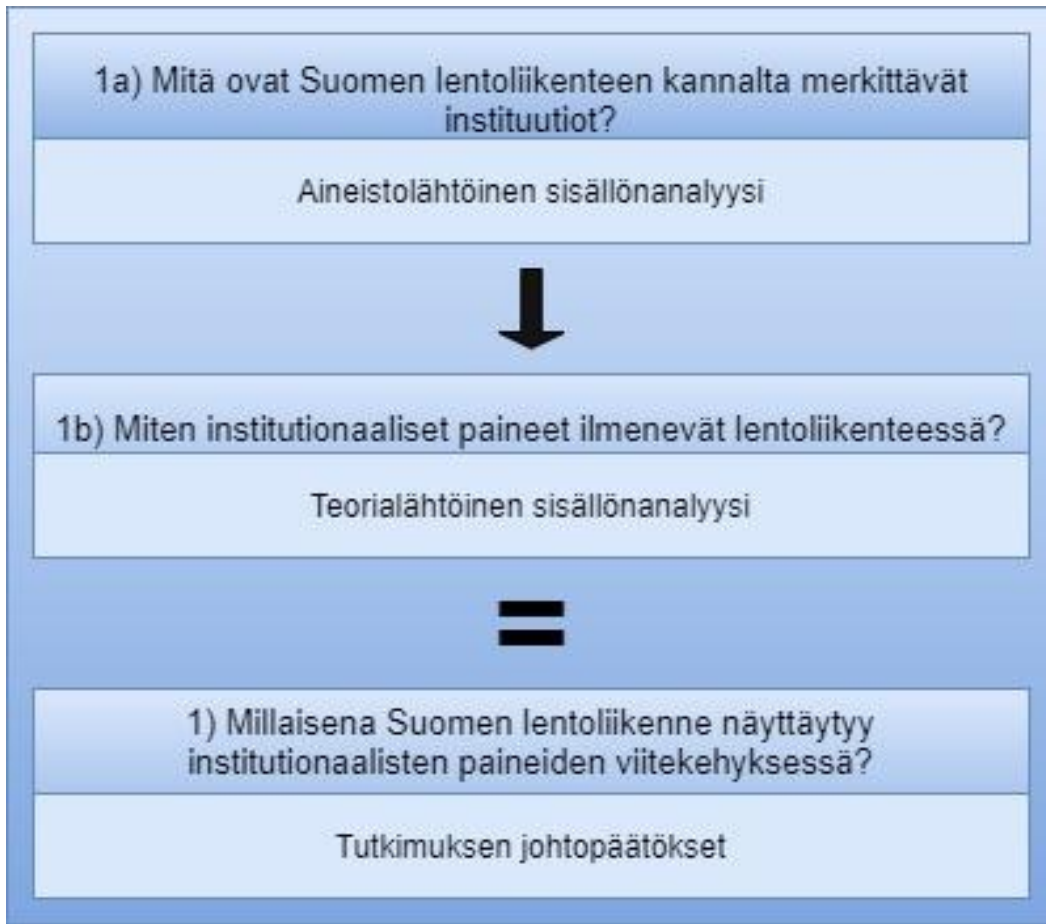 1a) Mitä ovat Suomen lentoliikenteen kannalta merkittävät
instituutiot?
Aineistolähtöinen sisällönanalyysi
1b) Miten institutionaaliset paineet ilmenevät lentoliikenteessä?
Teorialähtöinen sisällönanalyysi
=
1) Millaisena Suomen lentoliikenne näyttäytyy
institutionaalisten paineiden viitekehyksessä?
Tutkimuksen johtopäätökset